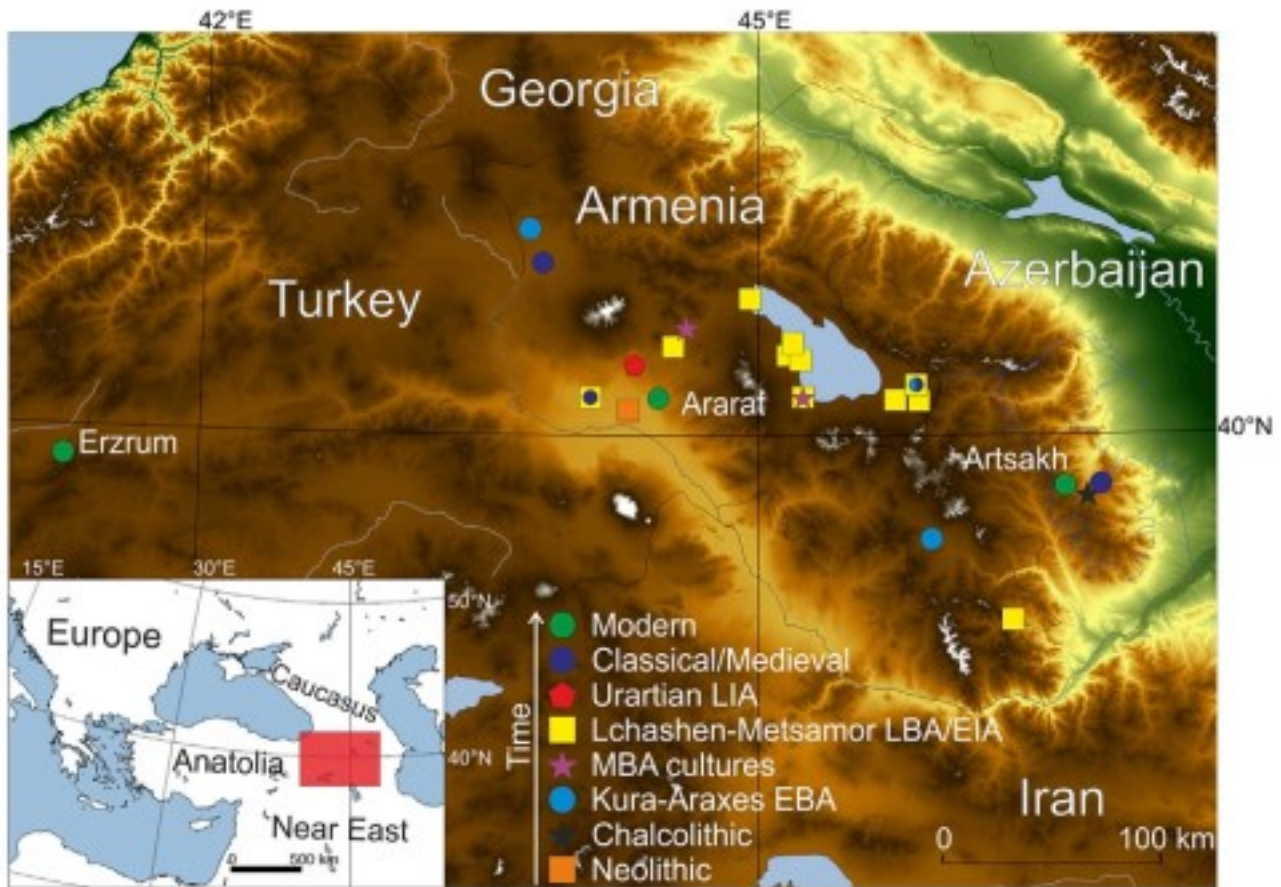 42°E 45°E
Georgia
Armenia
Azerbaijan
Turkey
Ararat
40°N
Erzrum
Artsakh
15°E 30°E 45°E
50°N
Europe
Caucasus
Anatolia
40°N
Near East
0 500 km
Time
Modern
Classical/Medieval
Urartian LIA
Lchashen-Metsamor LBA/EIA
MBA cultures
Kura-Araxes EBA
Chalcolithic
Neolithic
Iran
0 100 km